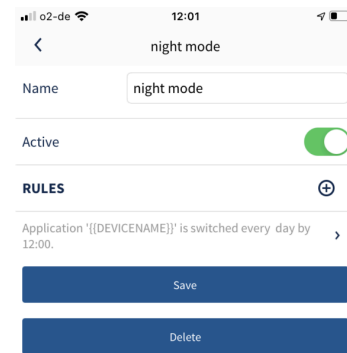 o2-de 12:01
night mode
Name night mode
Active
RULES
Application '{{DEVICENAME}}' is switched every day by
12:00.
Save
Delete